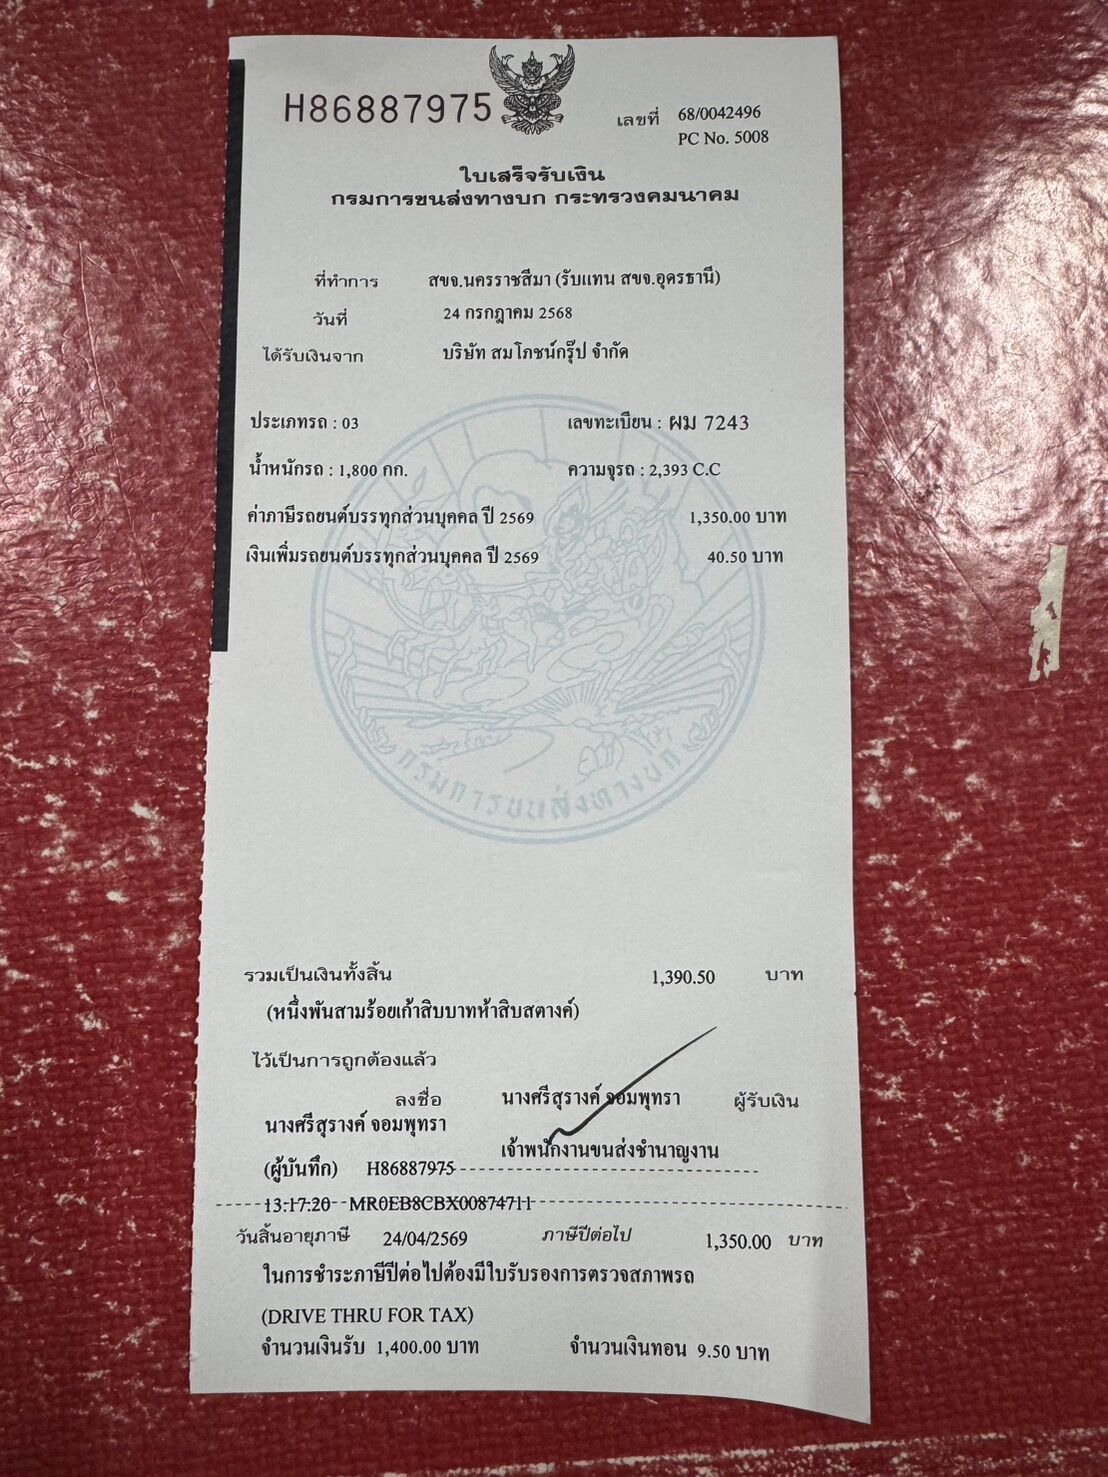 H86887975
เลขที่ 68/0042496
PC No. 5008
ใบเสร็จรับเงิน
กรมการขนส่งทางบก กระทรวงคมนาคม
ที่ทำการ สขจ.นครราชสีมา (รับแทน สขจ.อุดรธานี)
วันที่ 24 กรกฎาคม 2568
ได้รับเงินจาก บริษัท สมโภชน์กรุ๊ป จำกัด
ประเภทรถ : 03 เลขทะเบียน : ผม 7243
น้ำหนักรถ : 1,800 กก. ความจุรถ : 2,393 C.C
ค่าภาษีรถยนต์บรรทุกส่วนบุคคล ปี 2569 1,350.00 บาท
เงินเพิ่มรถยนต์บรรทุกส่วนบุคคล ปี 2569 40.50 บาท
กรมการขนส่งทางบก
รวมเป็นเงินทั้งสิ้น 1,390.50 บาท
(หนึ่งพันสามร้อยเก้าสิบบาทห้าสิบสตางค์)
ไว้เป็นการถูกต้องแล้ว
ลงชื่อ นางศรีสุรางค์ จอมพุทรา ผู้รับเงิน
นางศรีสุรางค์ จอมพุทรา
เจ้าพนักงานขนส่งชำนาญงาน
(ผู้บันทึก) H86887975
13:17:20 MR0EB8CBX00874711
วันสิ้นอายุภาษี 24/04/2569 ภาษีปีต่อไป 1,350.00 บาท
ในการชำระภาษีปีต่อไปต้องมีใบรับรองการตรวจสภาพรถ
(DRIVE THRU FOR TAX)
จำนวนเงินรับ 1,400.00 บาท จำนวนเงินทอน 9.50 บาท